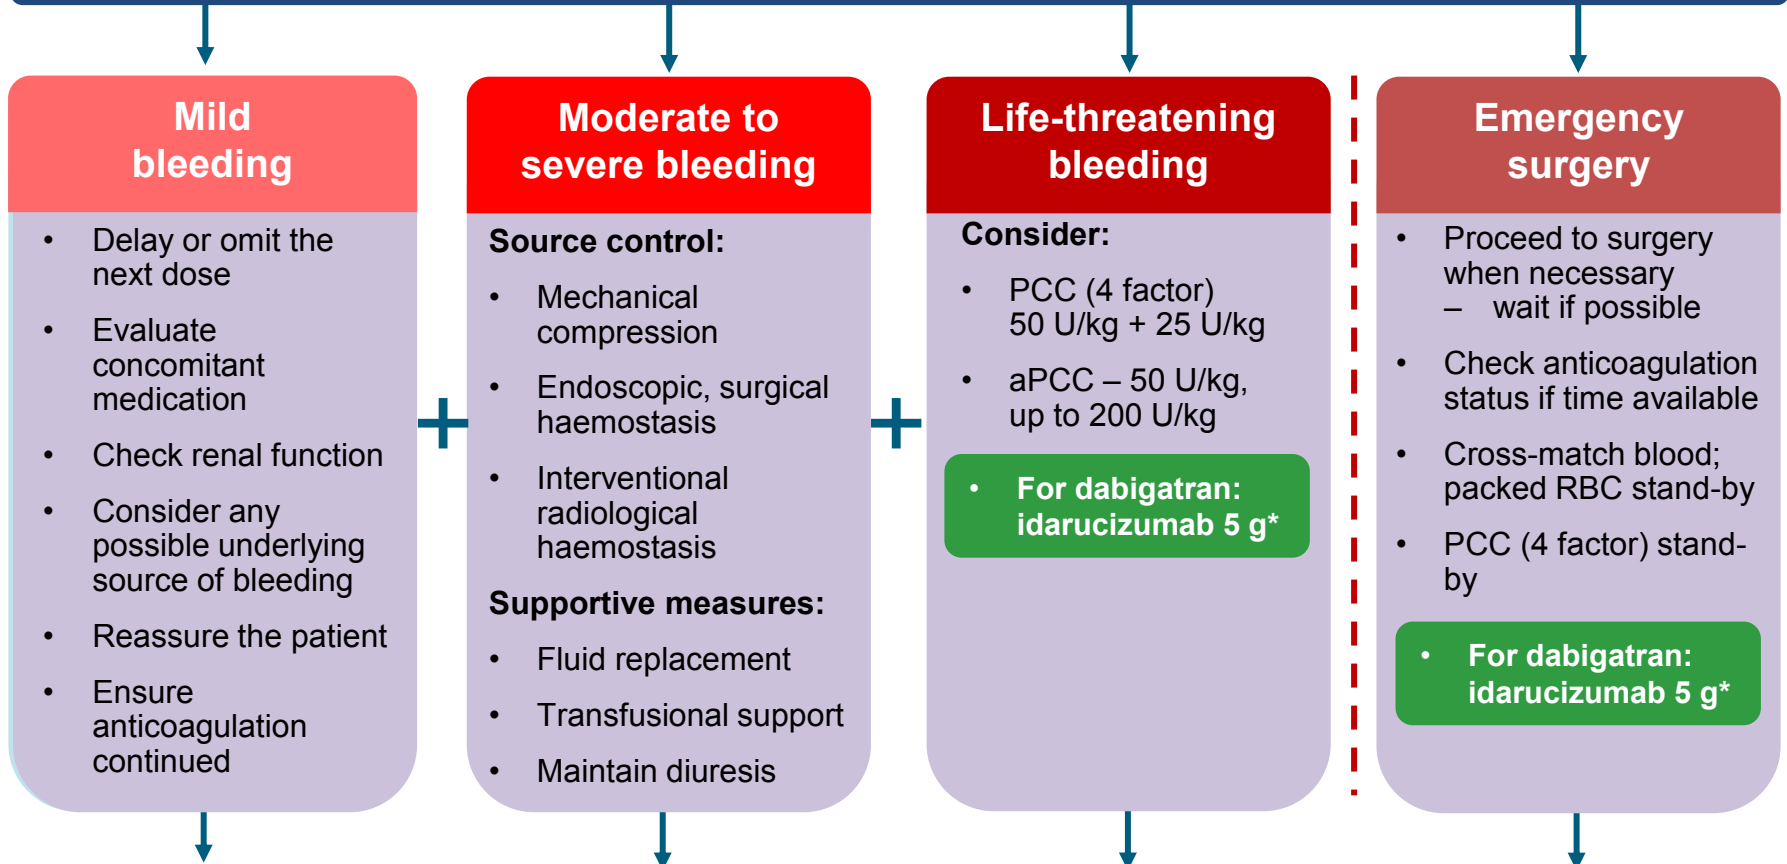 Mild
bleeding
• Delay or omit the
next dose
• Evaluate
concomitant
medication
• Check renal function
• Consider any
possible underlying
source of bleeding
• Reassure the patient
• Ensure
anticoagulation
continued
+
Moderate to
severe bleeding
Source control:
• Mechanical
compression
• Endoscopic, surgical
haemostasis
• Interventional
radiological
haemostasis
Supportive measures:
• Fluid replacement
• Transfusional support
• Maintain diuresis
+
Life-threatening
bleeding
Consider:
• PCC (4 factor)
50 U/kg + 25 U/kg
• aPCC – 50 U/kg,
up to 200 U/kg
• For dabigatran:
idarucizumab 5 g*
Emergency
surgery
• Proceed to surgery
when necessary
– wait if possible
• Check anticoagulation
status if time available
• Cross-match blood;
packed RBC stand-by
• PCC (4 factor) stand-
by
• For dabigatran:
idarucizumab 5 g*